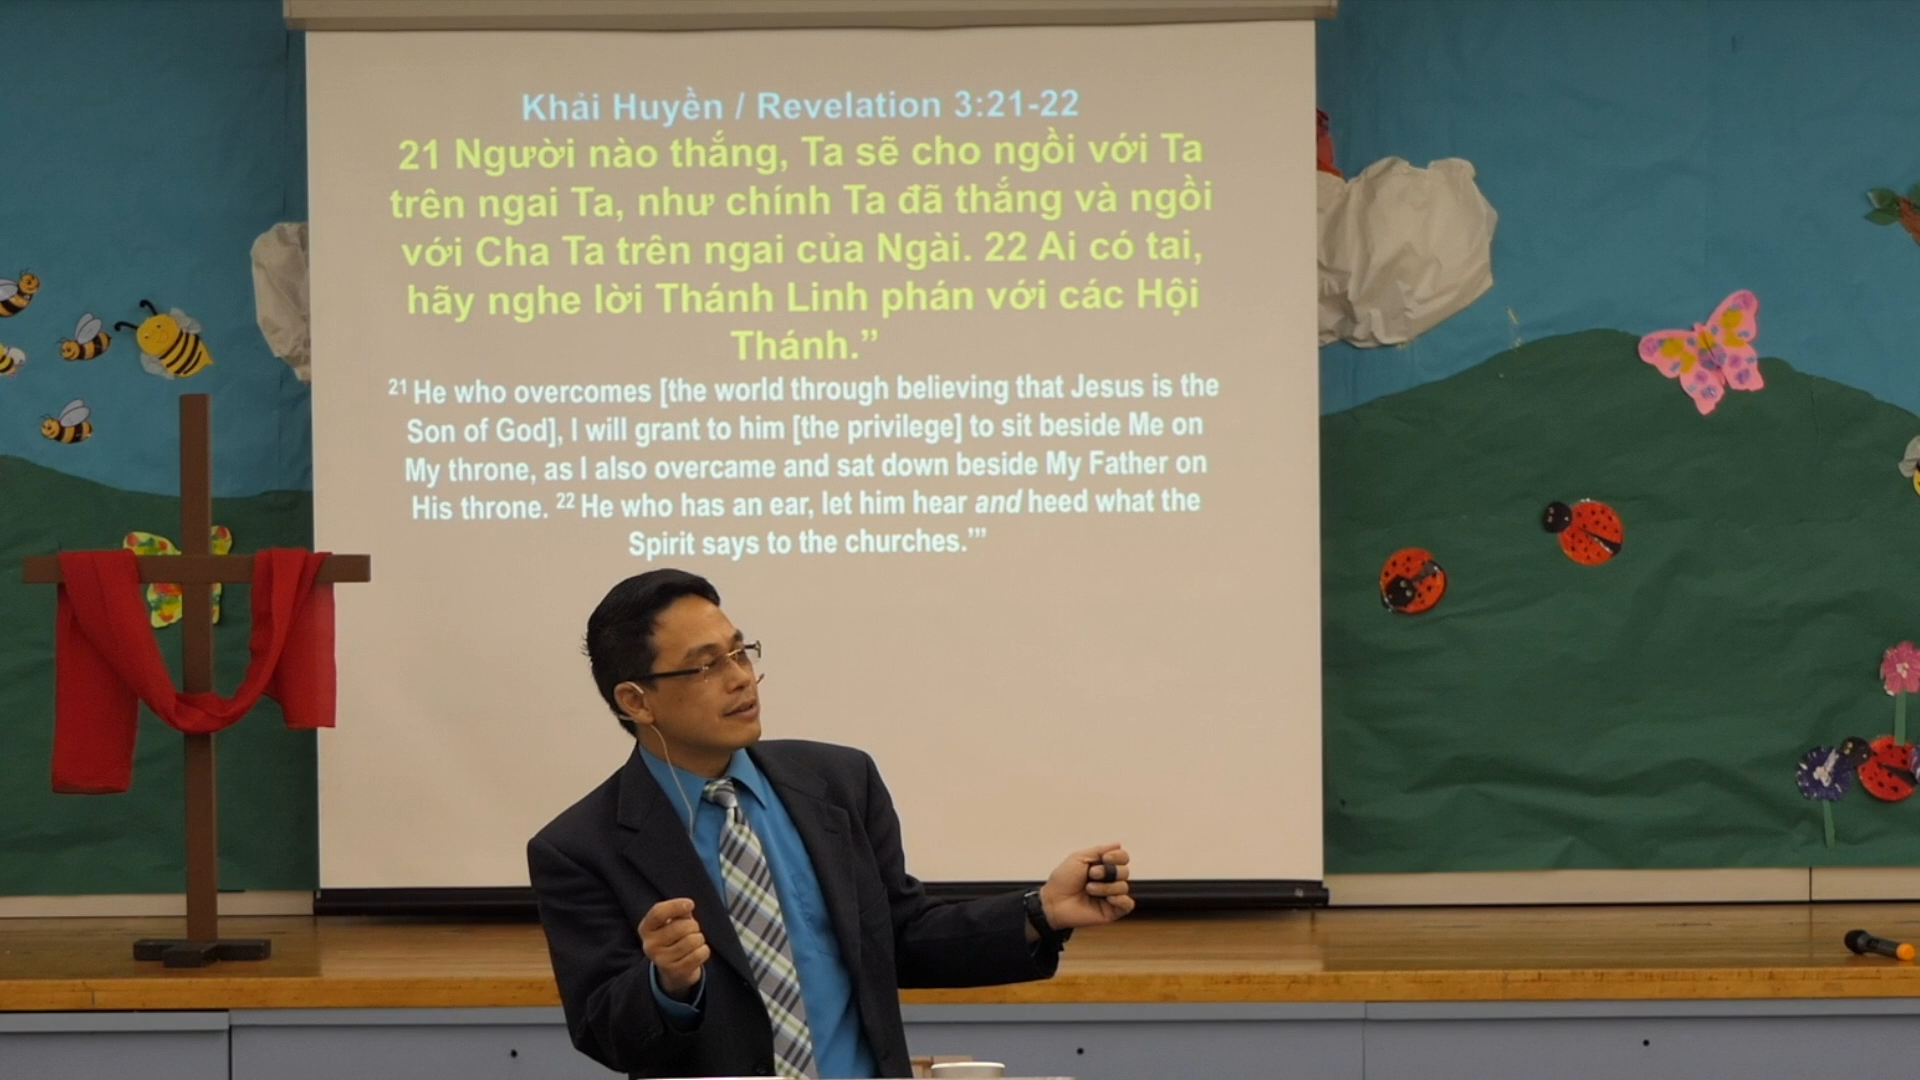 Khải Huyền / Revelation 3:21-22
21 Người nào thắng, Ta sẽ cho ngồi với Ta
trên ngai Ta, như chính Ta đã thắng và ngồi
với Cha Ta trên ngai của Ngài. 22 Ai có tai,
hãy nghe lời Thánh Linh phán với các Hội
Thánh.”
21 He who overcomes [the world through believing that Jesus is the
Son of God], I will grant to him [the privilege] to sit beside Me on
My throne, as I also overcame and sat down beside My Father on
His throne. 22 He who has an ear, let him hear and heed what the
Spirit says to the churches.’”